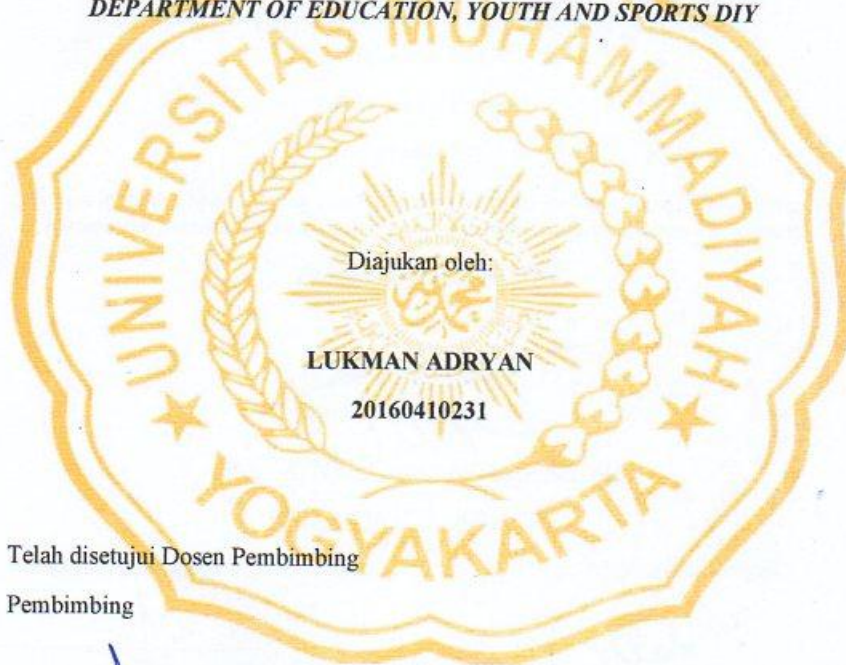 DEPARTMENT OF EDUCATION, YOUTH AND SPORTS DIY
UNIVERSITAS MUHAMMADIYAH
Diajukan oleh:
LUKMAN ADRYAN
20160410231
YOGYAKARTA
Telah disetujui Dosen Pembimbing
Pembimbing